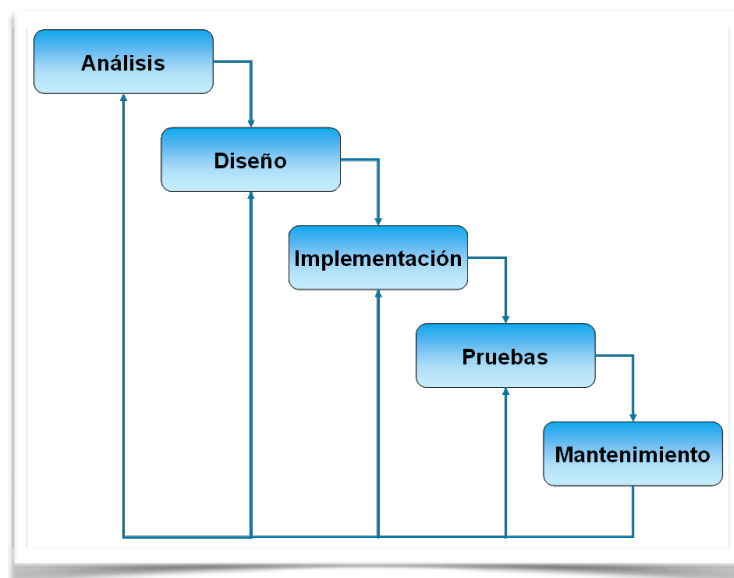 Análisis
Diseño
Implementación
Pruebas
Mantenimiento